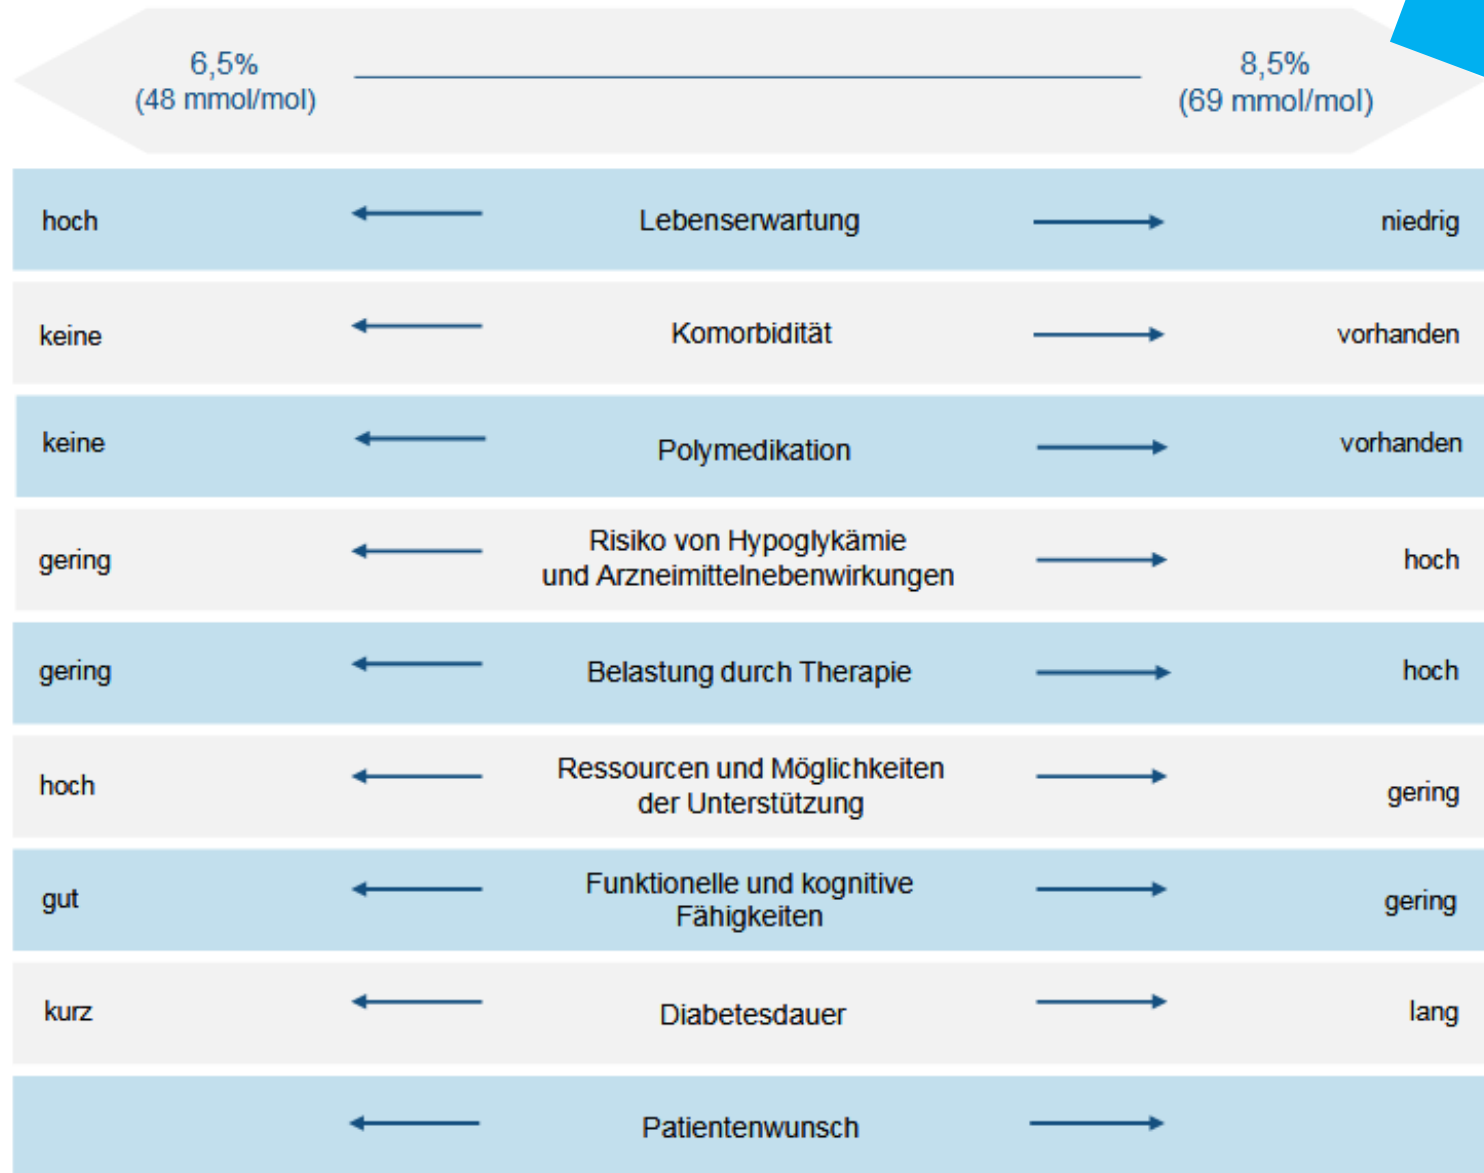 6,5%
(48 mmol/mol)
8,5%
(69 mmol/mol)
hoch Lebenserwartung niedrig
keine Komorbidität vorhanden
keine Polymedikation vorhanden
gering Risiko von Hypoglykämie
und Arzneimittelnebenwirkungen hoch
gering Belastung durch Therapie hoch
hoch Ressourcen und Möglichkeiten
der Unterstützung gering
gut Funktionelle und kognitive
Fähigkeiten gering
kurz Diabetesdauer lang
Patientenwunsch